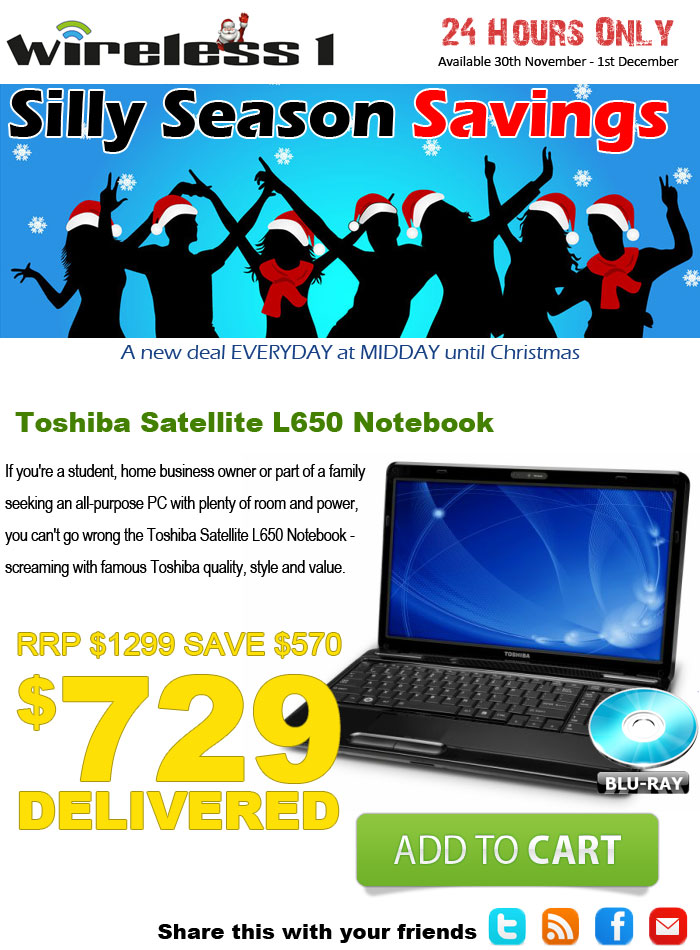 wireless 1
24 HOURS ONLY
Available 30th November - 1st December
Silly Season Savings
A new deal EVERYDAY at MIDDAY until Christmas
Toshiba Satellite L650 Notebook
If you're a student, home business owner or part of a family
seeking an all-purpose PC with plenty of room and power,
you can't go wrong the Toshiba Satellite L650 Notebook -
screaming with famous Toshiba quality, style and value.
RRP $1299 SAVE $570
$729
DELIVERED
TOSHIBA
BLU-RAY
ADD TO CART
Share this with your friends